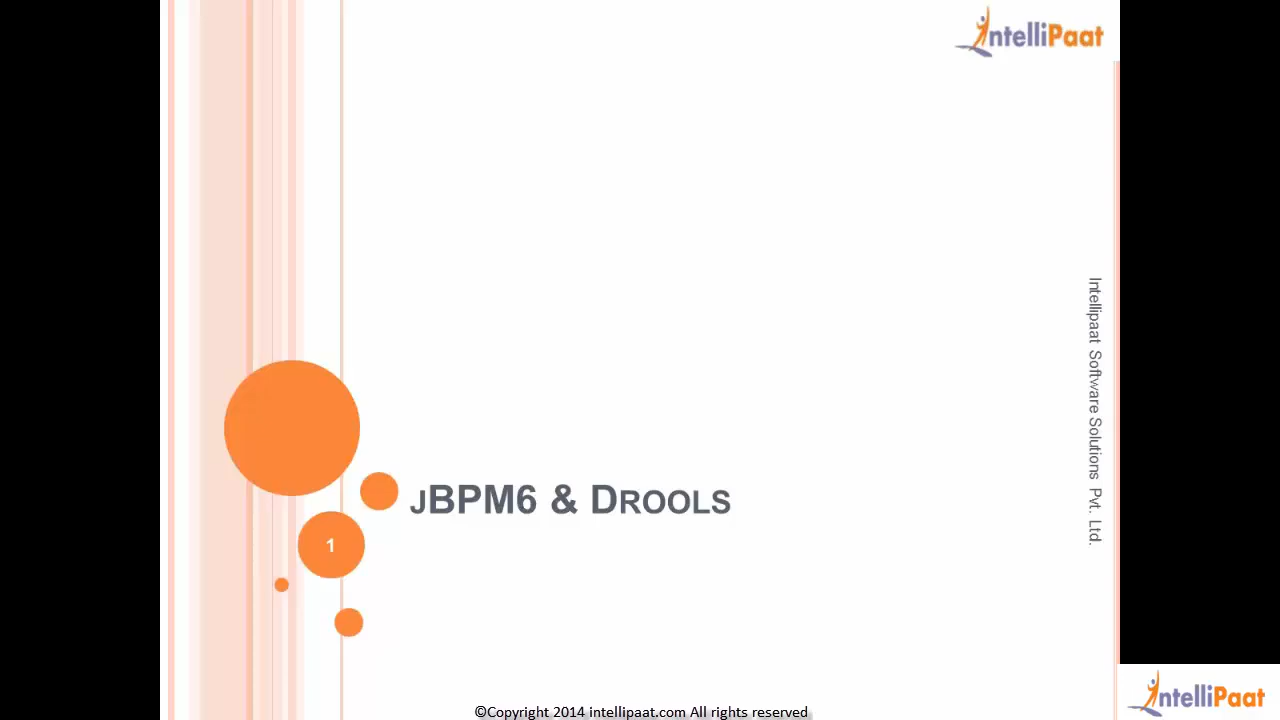 IntelliPaat
Intellipaat Software Solutions Pvt. Ltd.
jBPM6 & Drools
1
IntelliPaat
©Copyright 2014 intellipaat.com All rights reserved